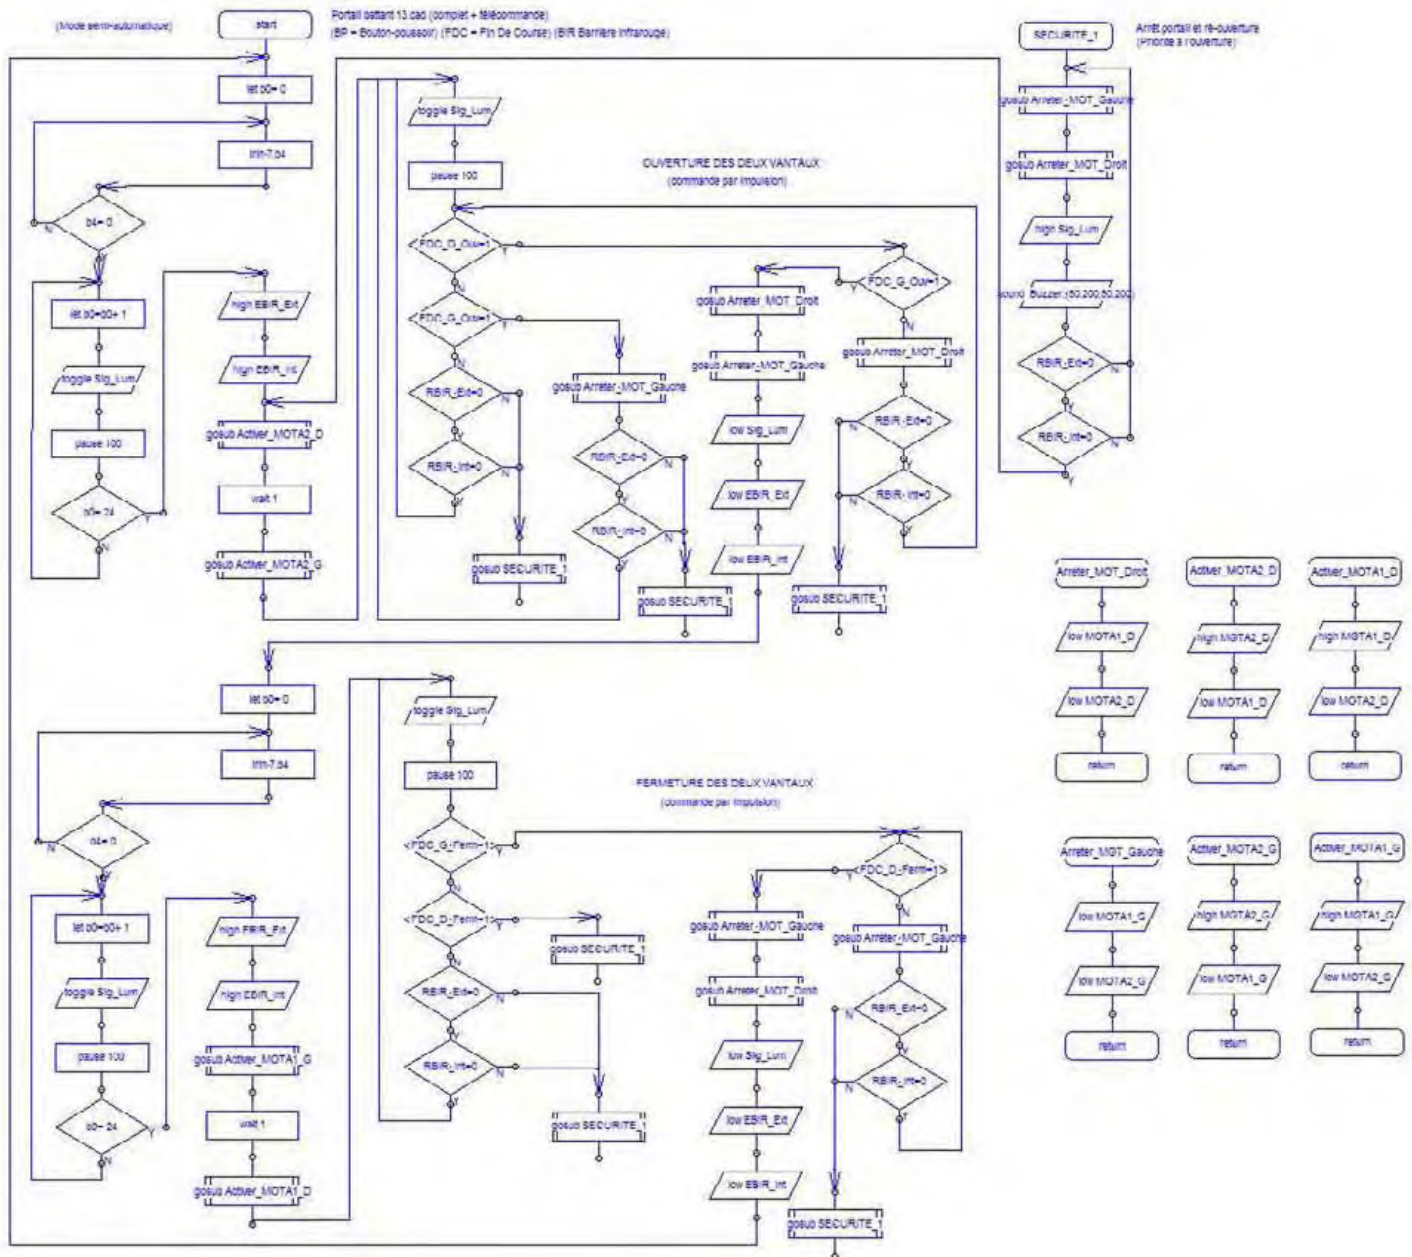 (Mode semi-automatique)
start
Portail battant 13.cad (complet + télécommande)
(BP = Bouton-poussoir) (FDC = Fin De Course) (BIR Barrière Infrarouge)
SECURITE_1
Arrêt portail et ré-ouverture
(Priorité à l'ouverture)
let b0= 0
b4= 0
N
Y
let b0=b0+ 1
toggle Sig_Lum
pause 100
b0= 24
Y
N
high EBIR_Ext
high EBIR_Int
gosub Activer_MOTA2_D
wait 1
gosub Activer_MOTA2_G
toggle Sig_Lum
pause 100
FDC_D_Ouv=1
Y
N
FDC_G_Ouv=1
Y
N
RBIR_Ext=0
N
Y
RBIR_Int=0
N
Y
gosub SECURITE_1
OUVERTURE DES DEUX VANTAUX
(commande par impulsion)
gosub Arreter_MOT_Gauche
RBIR_Ext=0
N
Y
RBIR_Int=0
N
Y
gosub SECURITE_1
gosub Arreter_MOT_Droit
gosub Arreter_MOT_Gauche
low Sig_Lum
low EBIR_Ext
low EBIR_Int
FDC_G_Ouv=1
Y
N
gosub Arreter_MOT_Droit
RBIR_Ext=0
N
Y
RBIR_Int=0
N
Y
gosub SECURITE_1
gosub Arreter_MOT_Gauche
gosub Arreter_MOT_Droit
high Sig_Lum
sound Buzzer,(50,200,50,200)
RBIR_Ext=0
N
Y
RBIR_Int=0
N
Y
Arreter_MOT_Droit
low MOTA1_D
low MOTA2_D
return
Activer_MOTA2_D
high MOTA2_D
low MOTA1_D
return
Activer_MOTA1_D
high MOTA1_D
low MOTA2_D
return
let b0= 0
b4= 0
N
Y
let b0=b0+ 1
toggle Sig_Lum
pause 100
b0= 24
Y
N
high EBIR_Ext
high EBIR_Int
gosub Activer_MOTA1_G
wait 1
gosub Activer_MOTA1_D
toggle Sig_Lum
pause 100
FDC_G_Ferm=1
Y
N
FDC_D_Ferm=1
Y
N
RBIR_Ext=0
N
Y
RBIR_Int=0
N
Y
gosub SECURITE_1
gosub SECURITE_1
FERMETURE DES DEUX VANTAUX
(commande par impulsion)
gosub Arreter_MOT_Gauche
gosub Arreter_MOT_Droit
low Sig_Lum
low EBIR_Ext
low EBIR_Int
FDC_D_Ferm=1
Y
N
gosub Arreter_MOT_Gauche
RBIR_Ext=0
N
Y
RBIR_Int=0
N
Y
gosub SECURITE_1
Arreter_MOT_Gauche
low MOTA1_G
low MOTA2_G
return
Activer_MOTA2_G
high MOTA2_G
low MOTA1_G
return
Activer_MOTA1_G
high MOTA1_G
low MOTA2_G
return